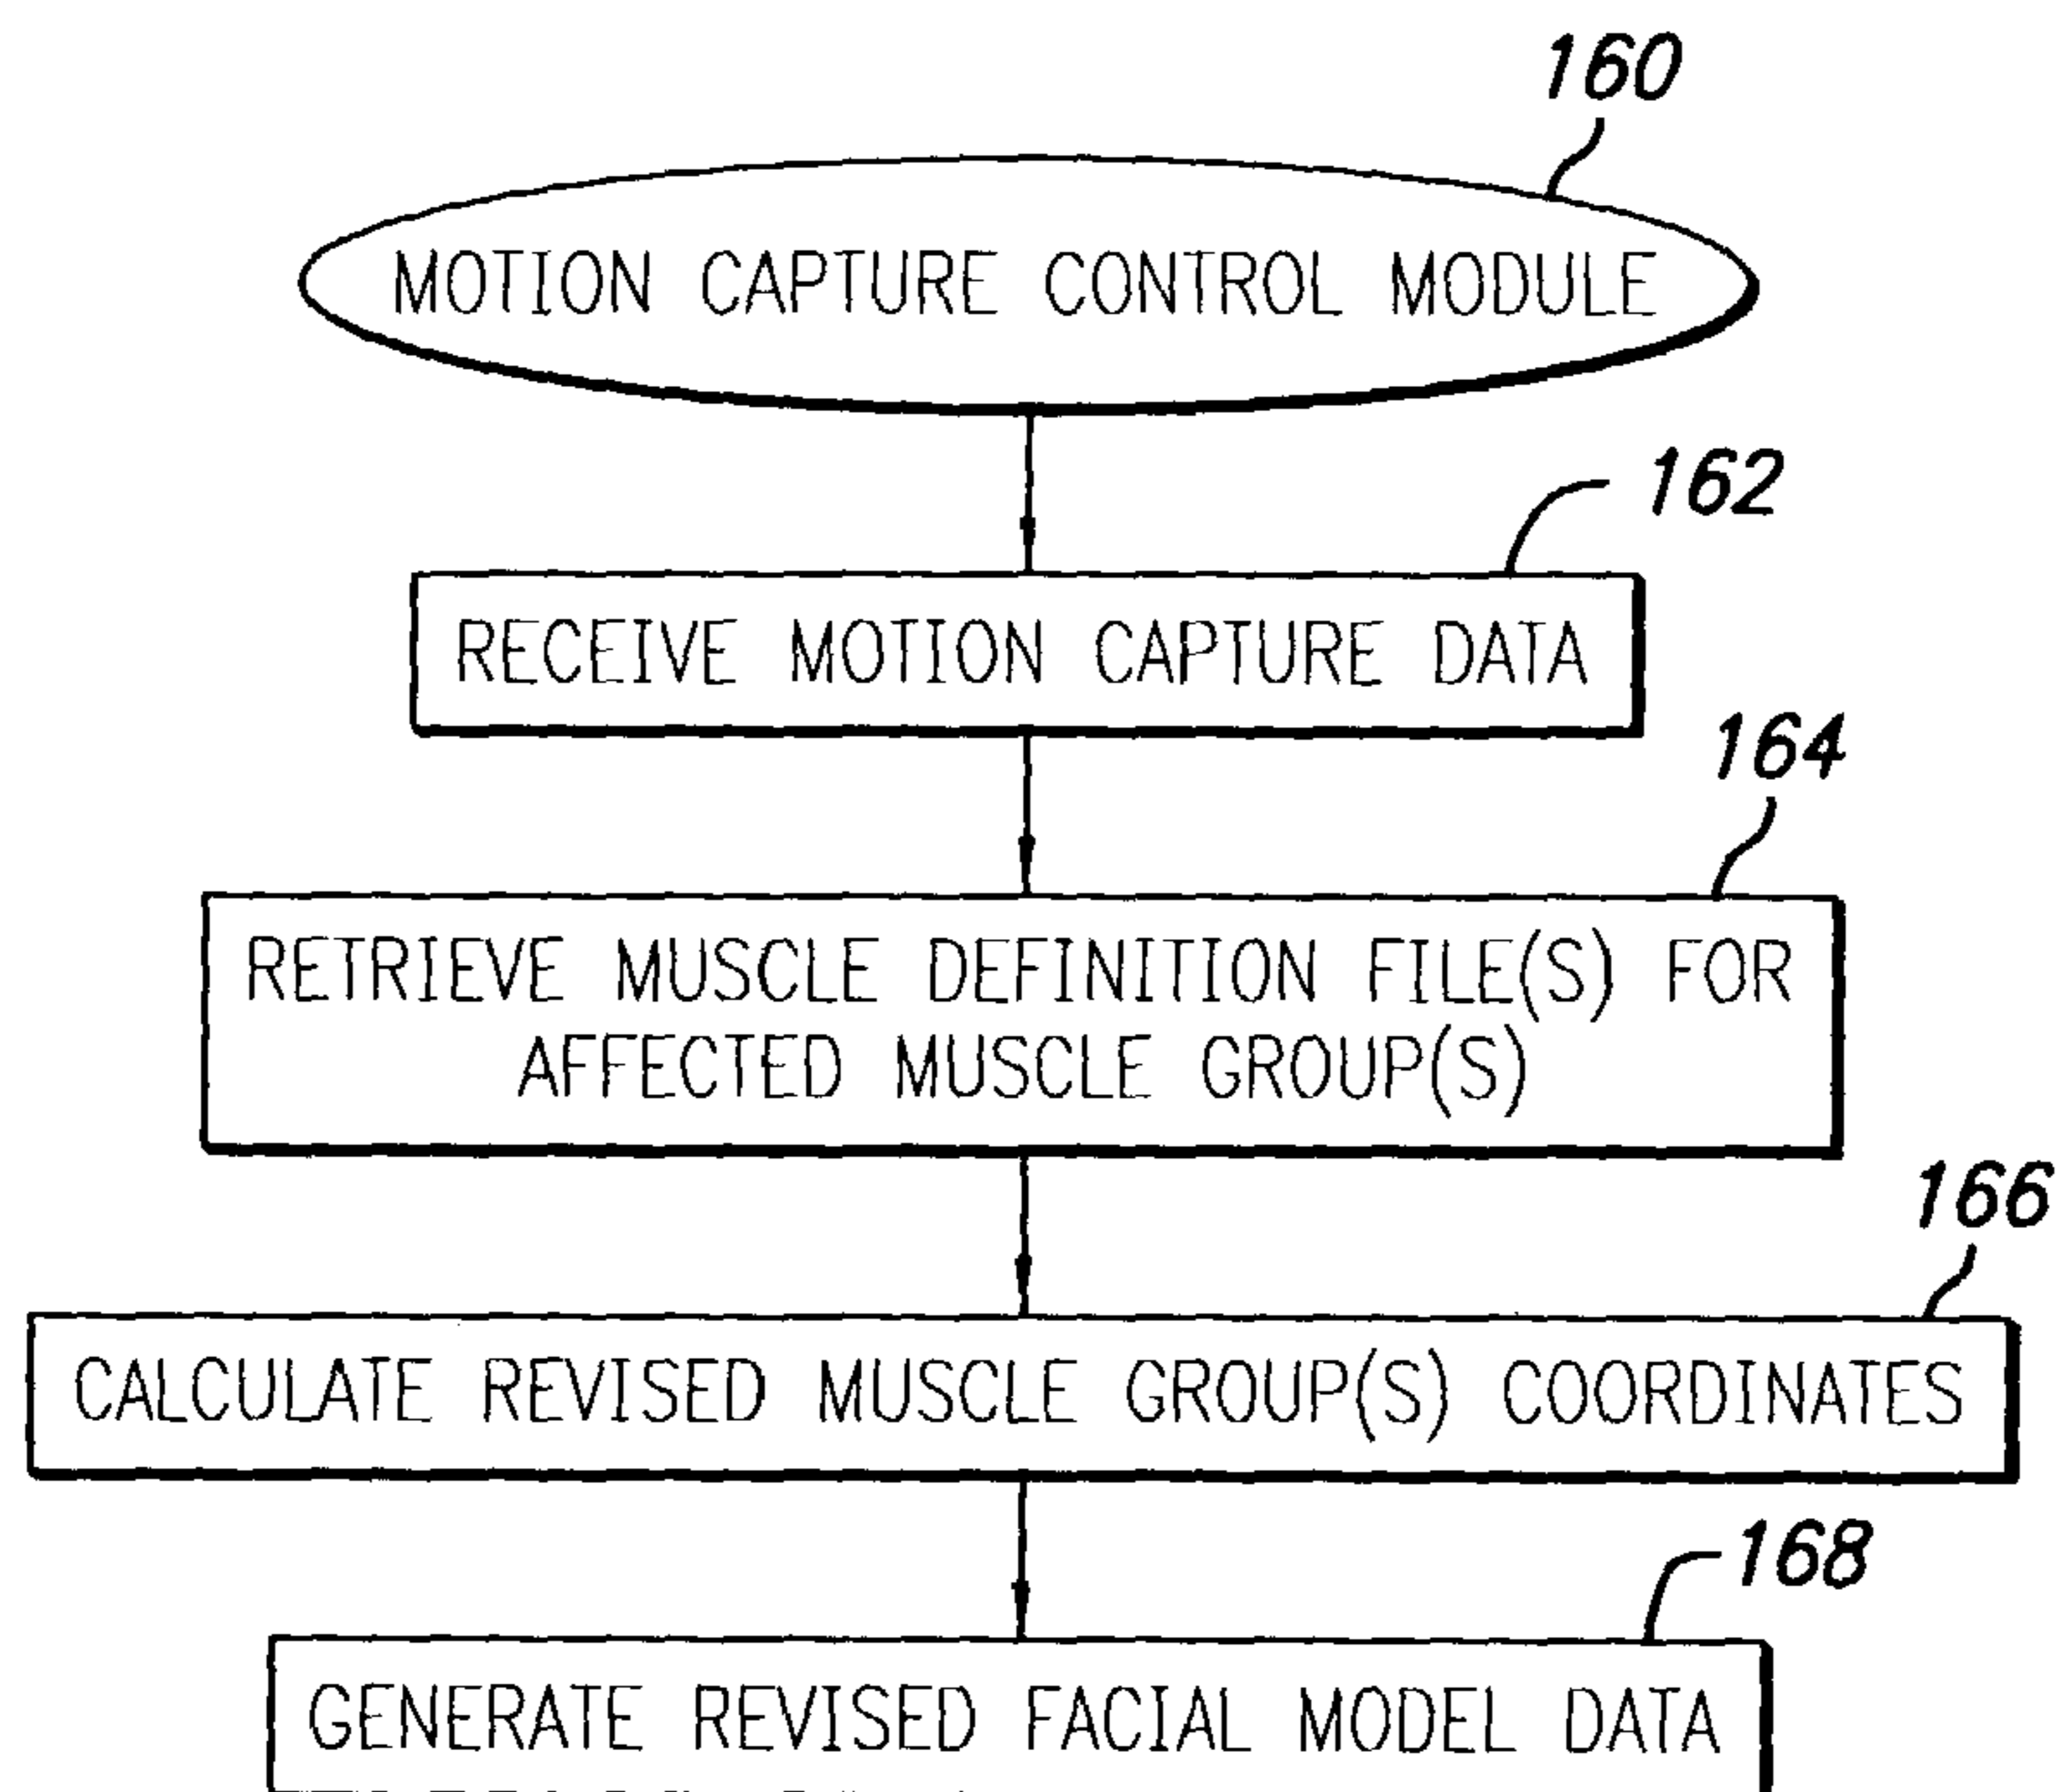 160
MOTION CAPTURE CONTROL MODULE
162
RECEIVE MOTION CAPTURE DATA
164
RETRIEVE MUSCLE DEFINITION FILE(S) FOR
AFFECTED MUSCLE GROUP(S)
166
CALCULATE REVISED MUSCLE GROUP(S) COORDINATES
168
GENERATE REVISED FACIAL MODEL DATA